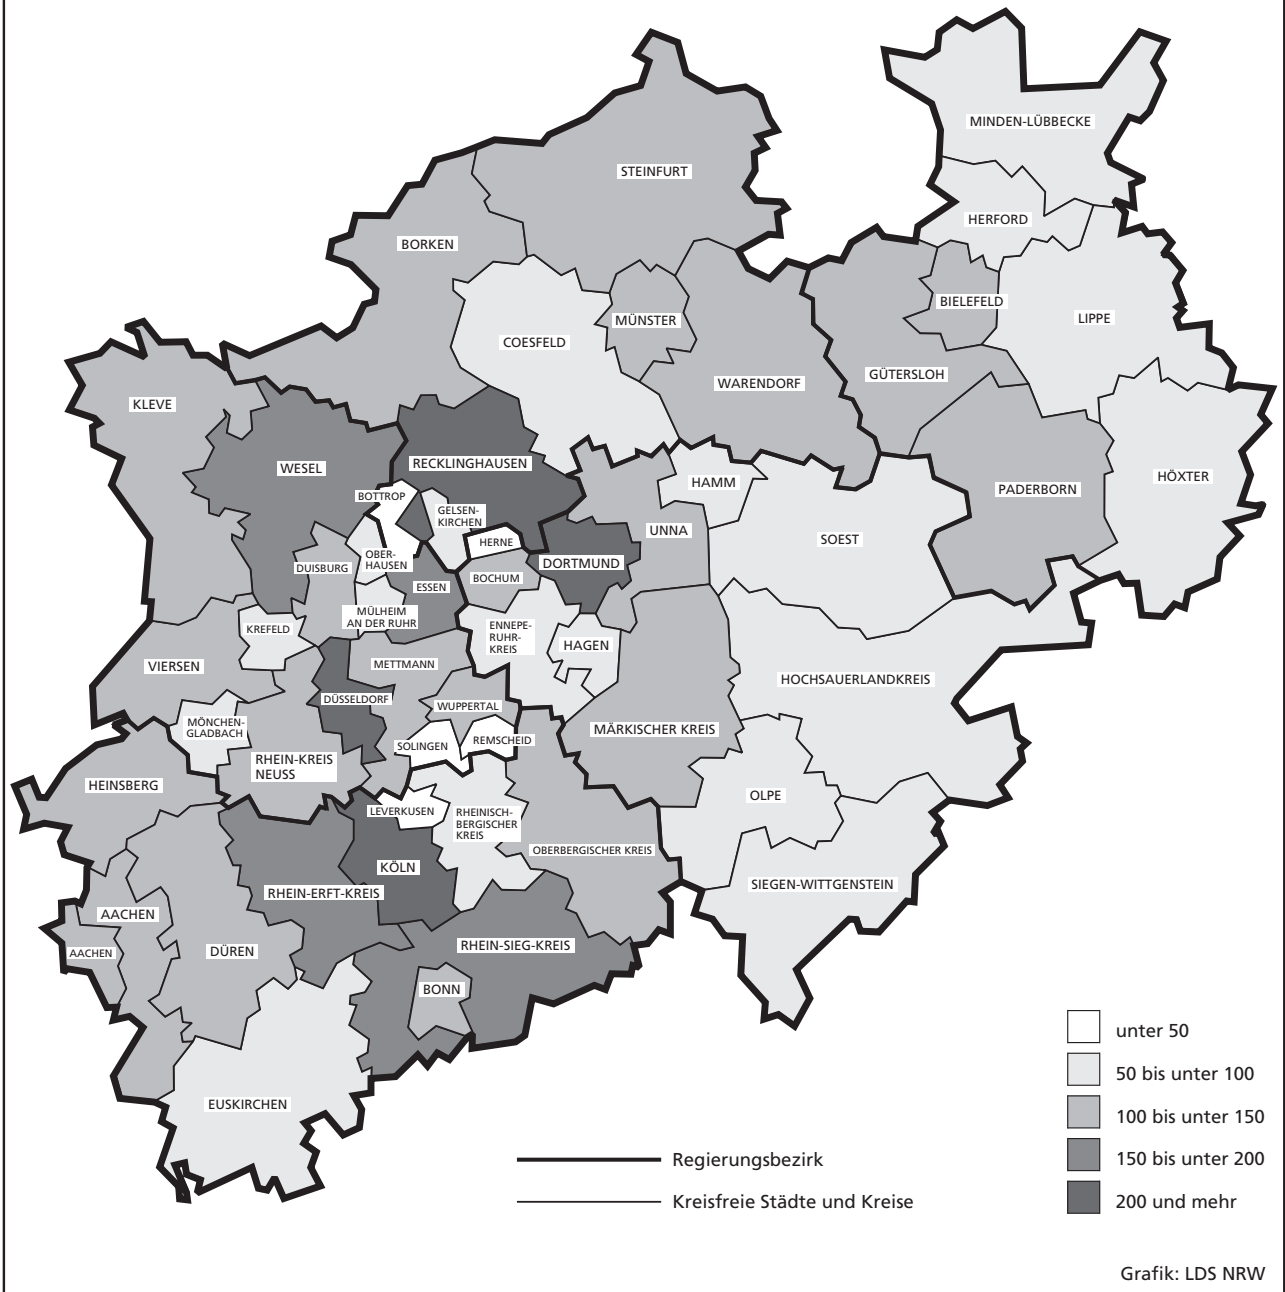 MINDEN-LÜBBECKE
STEINFURT
HERFORD
BORKEN
BIELEFELD
LIPPE
MÜNSTER
COESFELD
GÜTERSLOH
WARENDORF
KLEVE
RECKLINGHAUSEN
WESEL
HÖXTER
HAMM
PADERBORN
BOTTROP
GELSEN-
KIRCHEN
UNNA
SOEST
HERNE
OBER-
HAUSEN
DORTMUND
DUISBURG
BOCHUM
ESSEN
MÜLHEIM
AN DER RUHR
KREFELD
ENNEPE-
RUHR-
KREIS
HAGEN
VIERSEN
METTMANN
HOCHSAUERLANDKREIS
DÜSSELDORF
WUPPERTAL
MÖNCHEN-
GLADBACH
MÄRKISCHER KREIS
SOLINGEN
REMSCHEID
RHEIN-KREIS
NEUSS
HEINSBERG
OLPE
LEVERKUSEN
RHEINISCH-
BERGISCHER
KREIS
OBERBERGISCHER KREIS
KÖLN
SIEGEN-WITTGENSTEIN
RHEIN-ERFT-KREIS
AACHEN
RHEIN-SIEG-KREIS
AACHEN
DÜREN
BONN
EUSKIRCHEN
unter 50
50 bis unter 100
100 bis unter 150
150 bis unter 200
200 und mehr
Regierungsbezirk
Kreisfreie Städte und Kreise
Grafik: LDS NRW